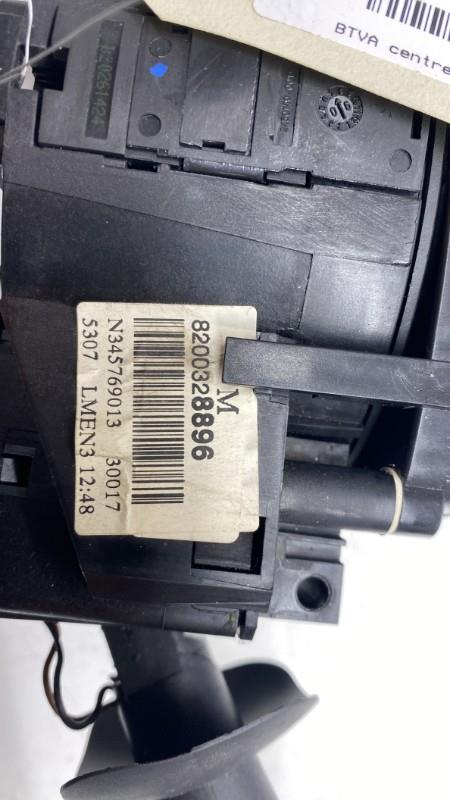 BTVA centre
M
8200328896
N345769013 30017
5307 LMEN3 12:48